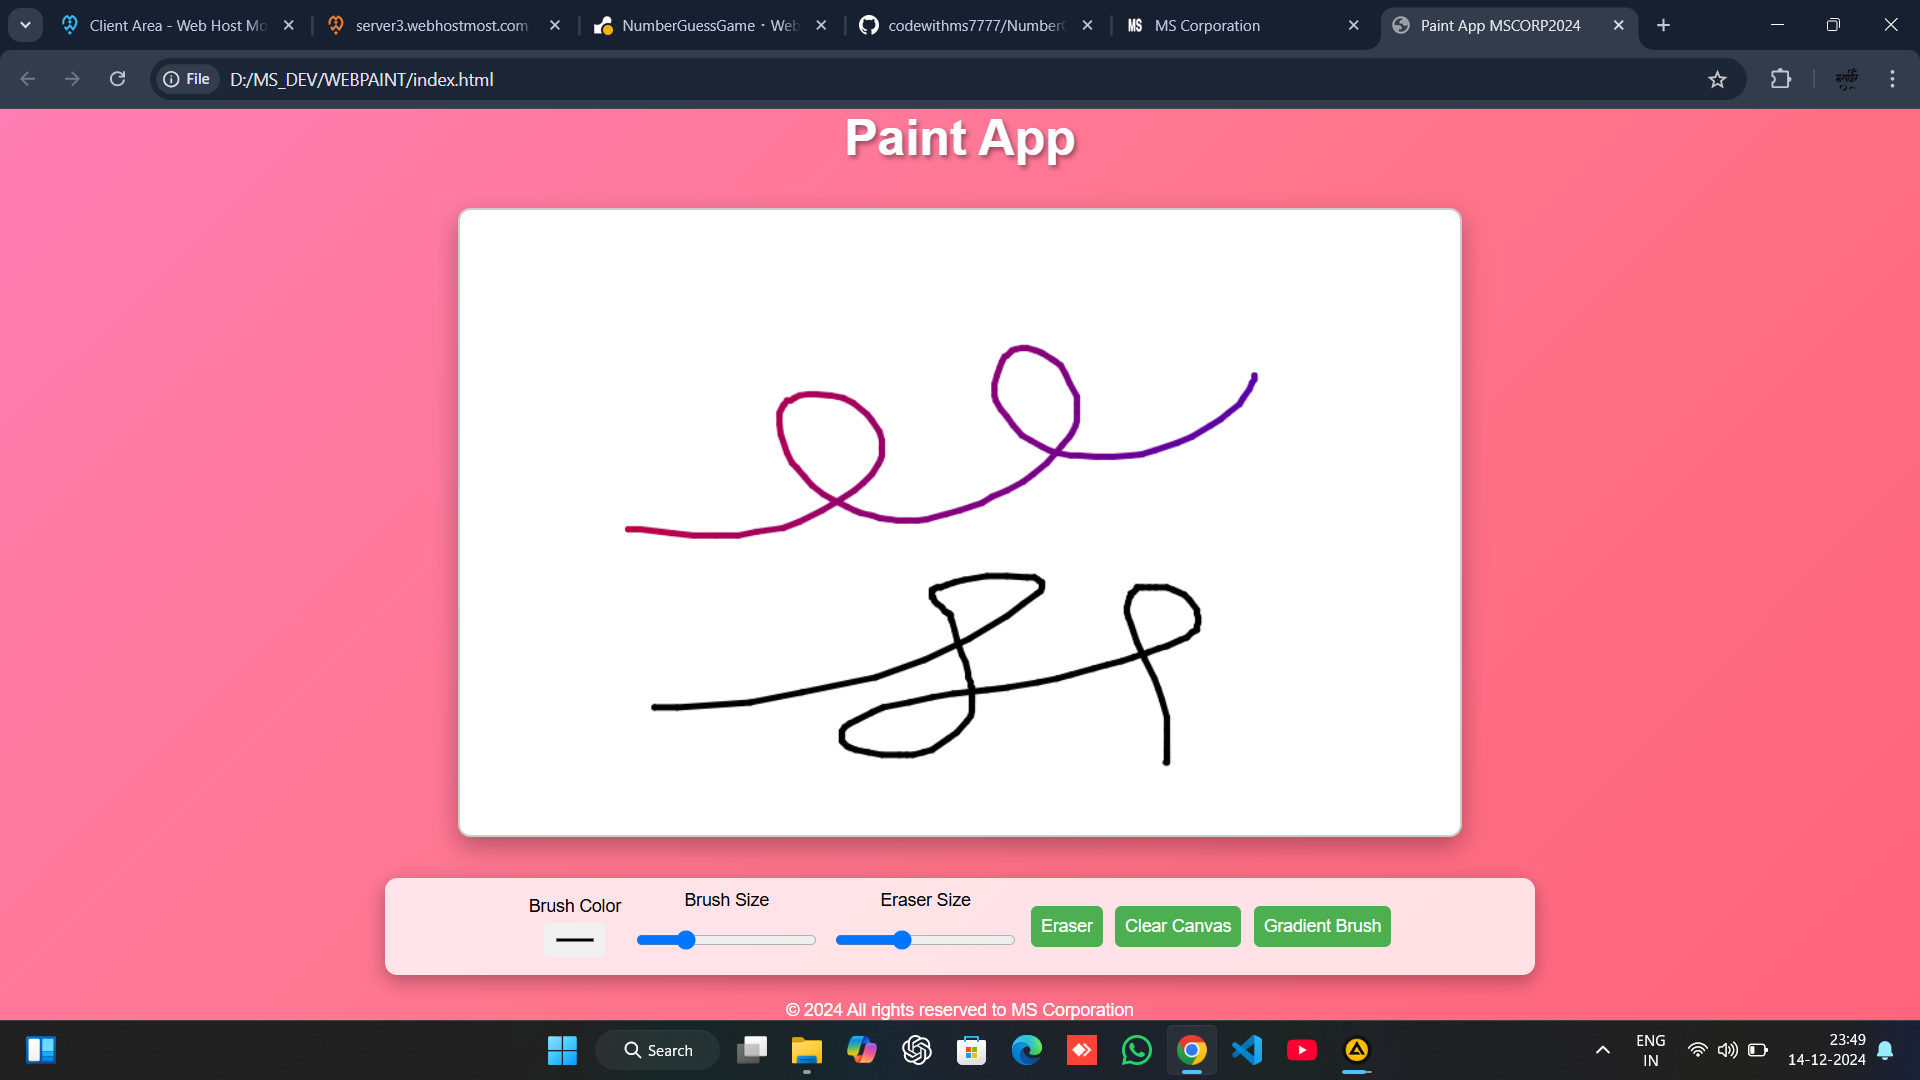 Client Area - Web Host Mo
server3.webhostmost.com
NumberGuessGame · Web
codewithms7777/Number
MS MS Corporation
Paint App MSCORP2024
File D:/MS_DEV/WEBPAINT/index.html
Paint App
Brush Color
Brush Size
Eraser Size
Eraser
Clear Canvas
Gradient Brush
© 2024 All rights reserved to MS Corporation
Search
ENG
IN
23:49
14-12-2024